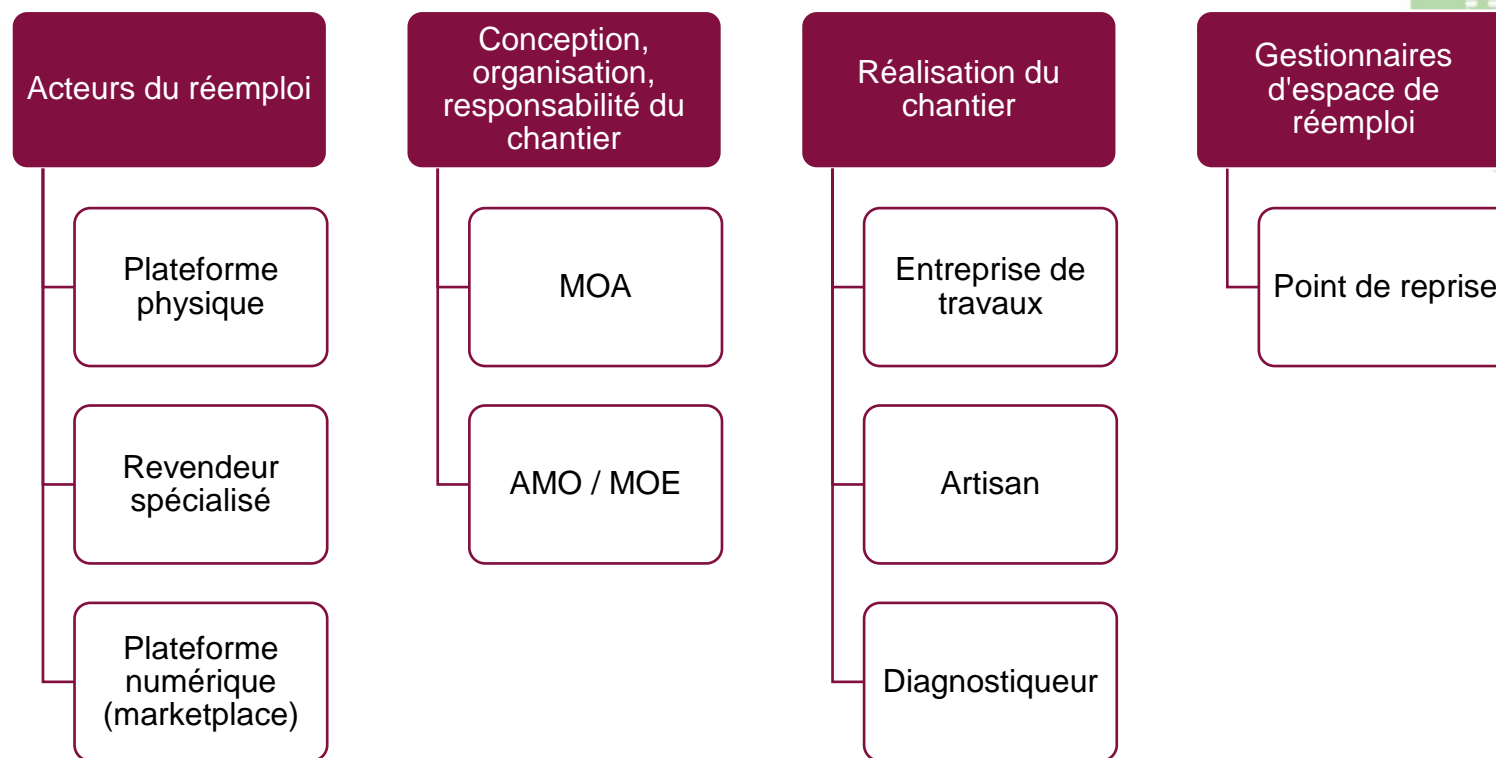 Acteurs du réemploi
Plateforme
physique
Revendeur
spécialisé
Plateforme
numérique
(marketplace)
Conception,
organisation,
responsabilité du
chantier
MOA
AMO / MOE
Réalisation du
chantier
Entreprise de
travaux
Artisan
Diagnostiqueur
Gestionnaires
d'espace de
réemploi
Point de reprise